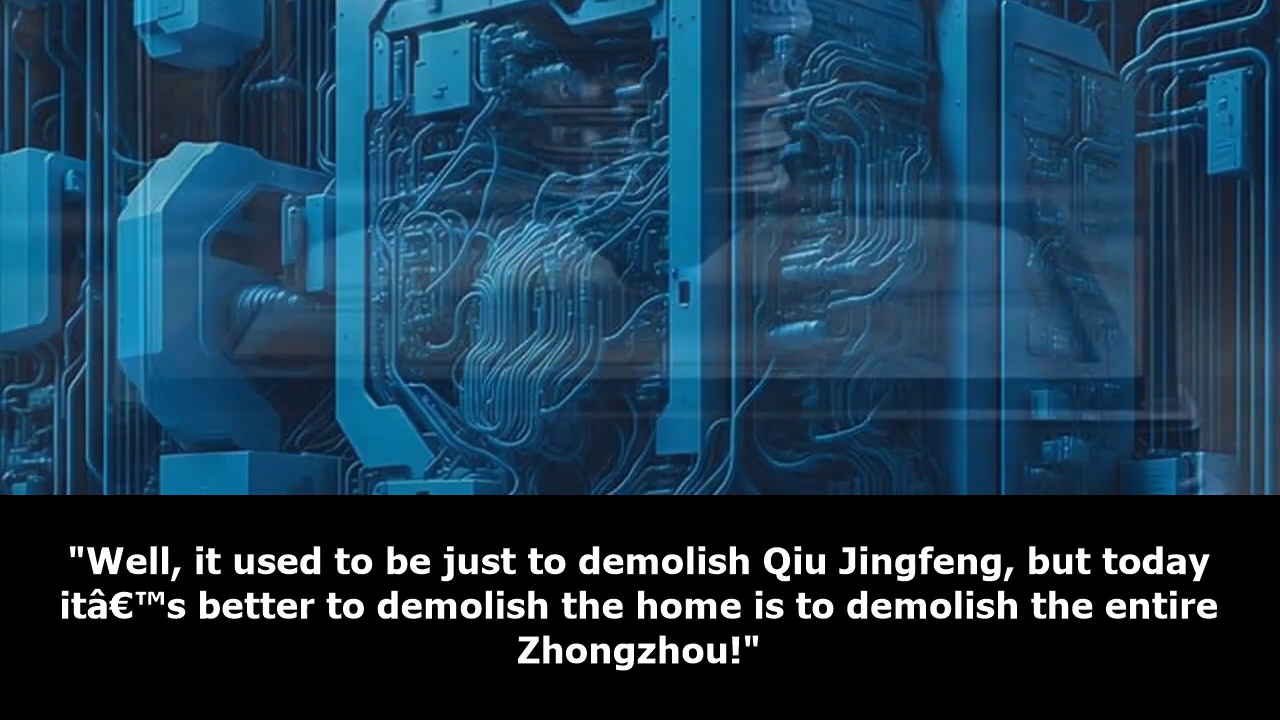 "Well, it used to be just to demolish Qiu Jingfeng, but today
itâ€™s better to demolish the home is to demolish the entire
Zhongzhou!"